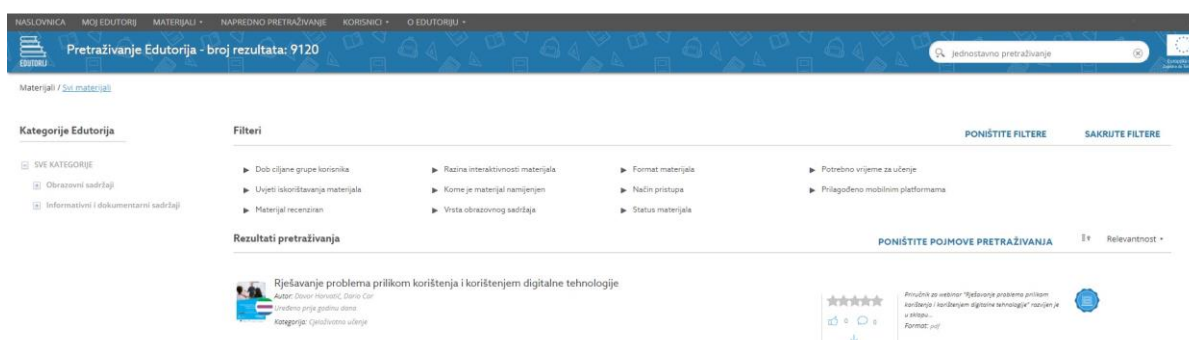 NASLOVNICA MOJ EDUTORIJ MATERIJALI NAPREDNO PRETRAŽIVANJE KORISNICI O EDUTORIJU
EDUTORIJ
Pretraživanje Edutorija - broj rezultata: 9120
Jednostavno pretraživanje
Materijali / Svi materijali
Kategorije Edutorija
SVE KATEGORIJE
Obrazovni sadržaji
Informativni i dokumentarni sadržaji
Filteri PONIŠTITE FILTERE SAKRIJTE FILTERE
Dob ciljane grupe korisnika Razina interaktivnosti materijala Format materijala Potrebno vrijeme za učenje
Uvjeti iskorištavanja materijala Kome je materijal namijenjen Način pristupa Prilagođeno mobilnim platformama
Materijal recenziran Vrsta obrazovnog sadržaja Status materijala
Rezultati pretraživanja PONIŠTITE POJMOVE PRETRAŽIVANJA Relevantnost
Rješavanje problema prilikom korištenja i korištenjem digitalne tehnologije
Autor: Davor Horvatić, Dario Car
Uređeno prije godinu dana
Kategorija: Cjeloživotno učenje
0 0
Priručnik za webinar "Rješavanje problema prilikom
korištenja i korištenjem digitalne tehnologije" razvijen je
u sklopu...
Format: pdf